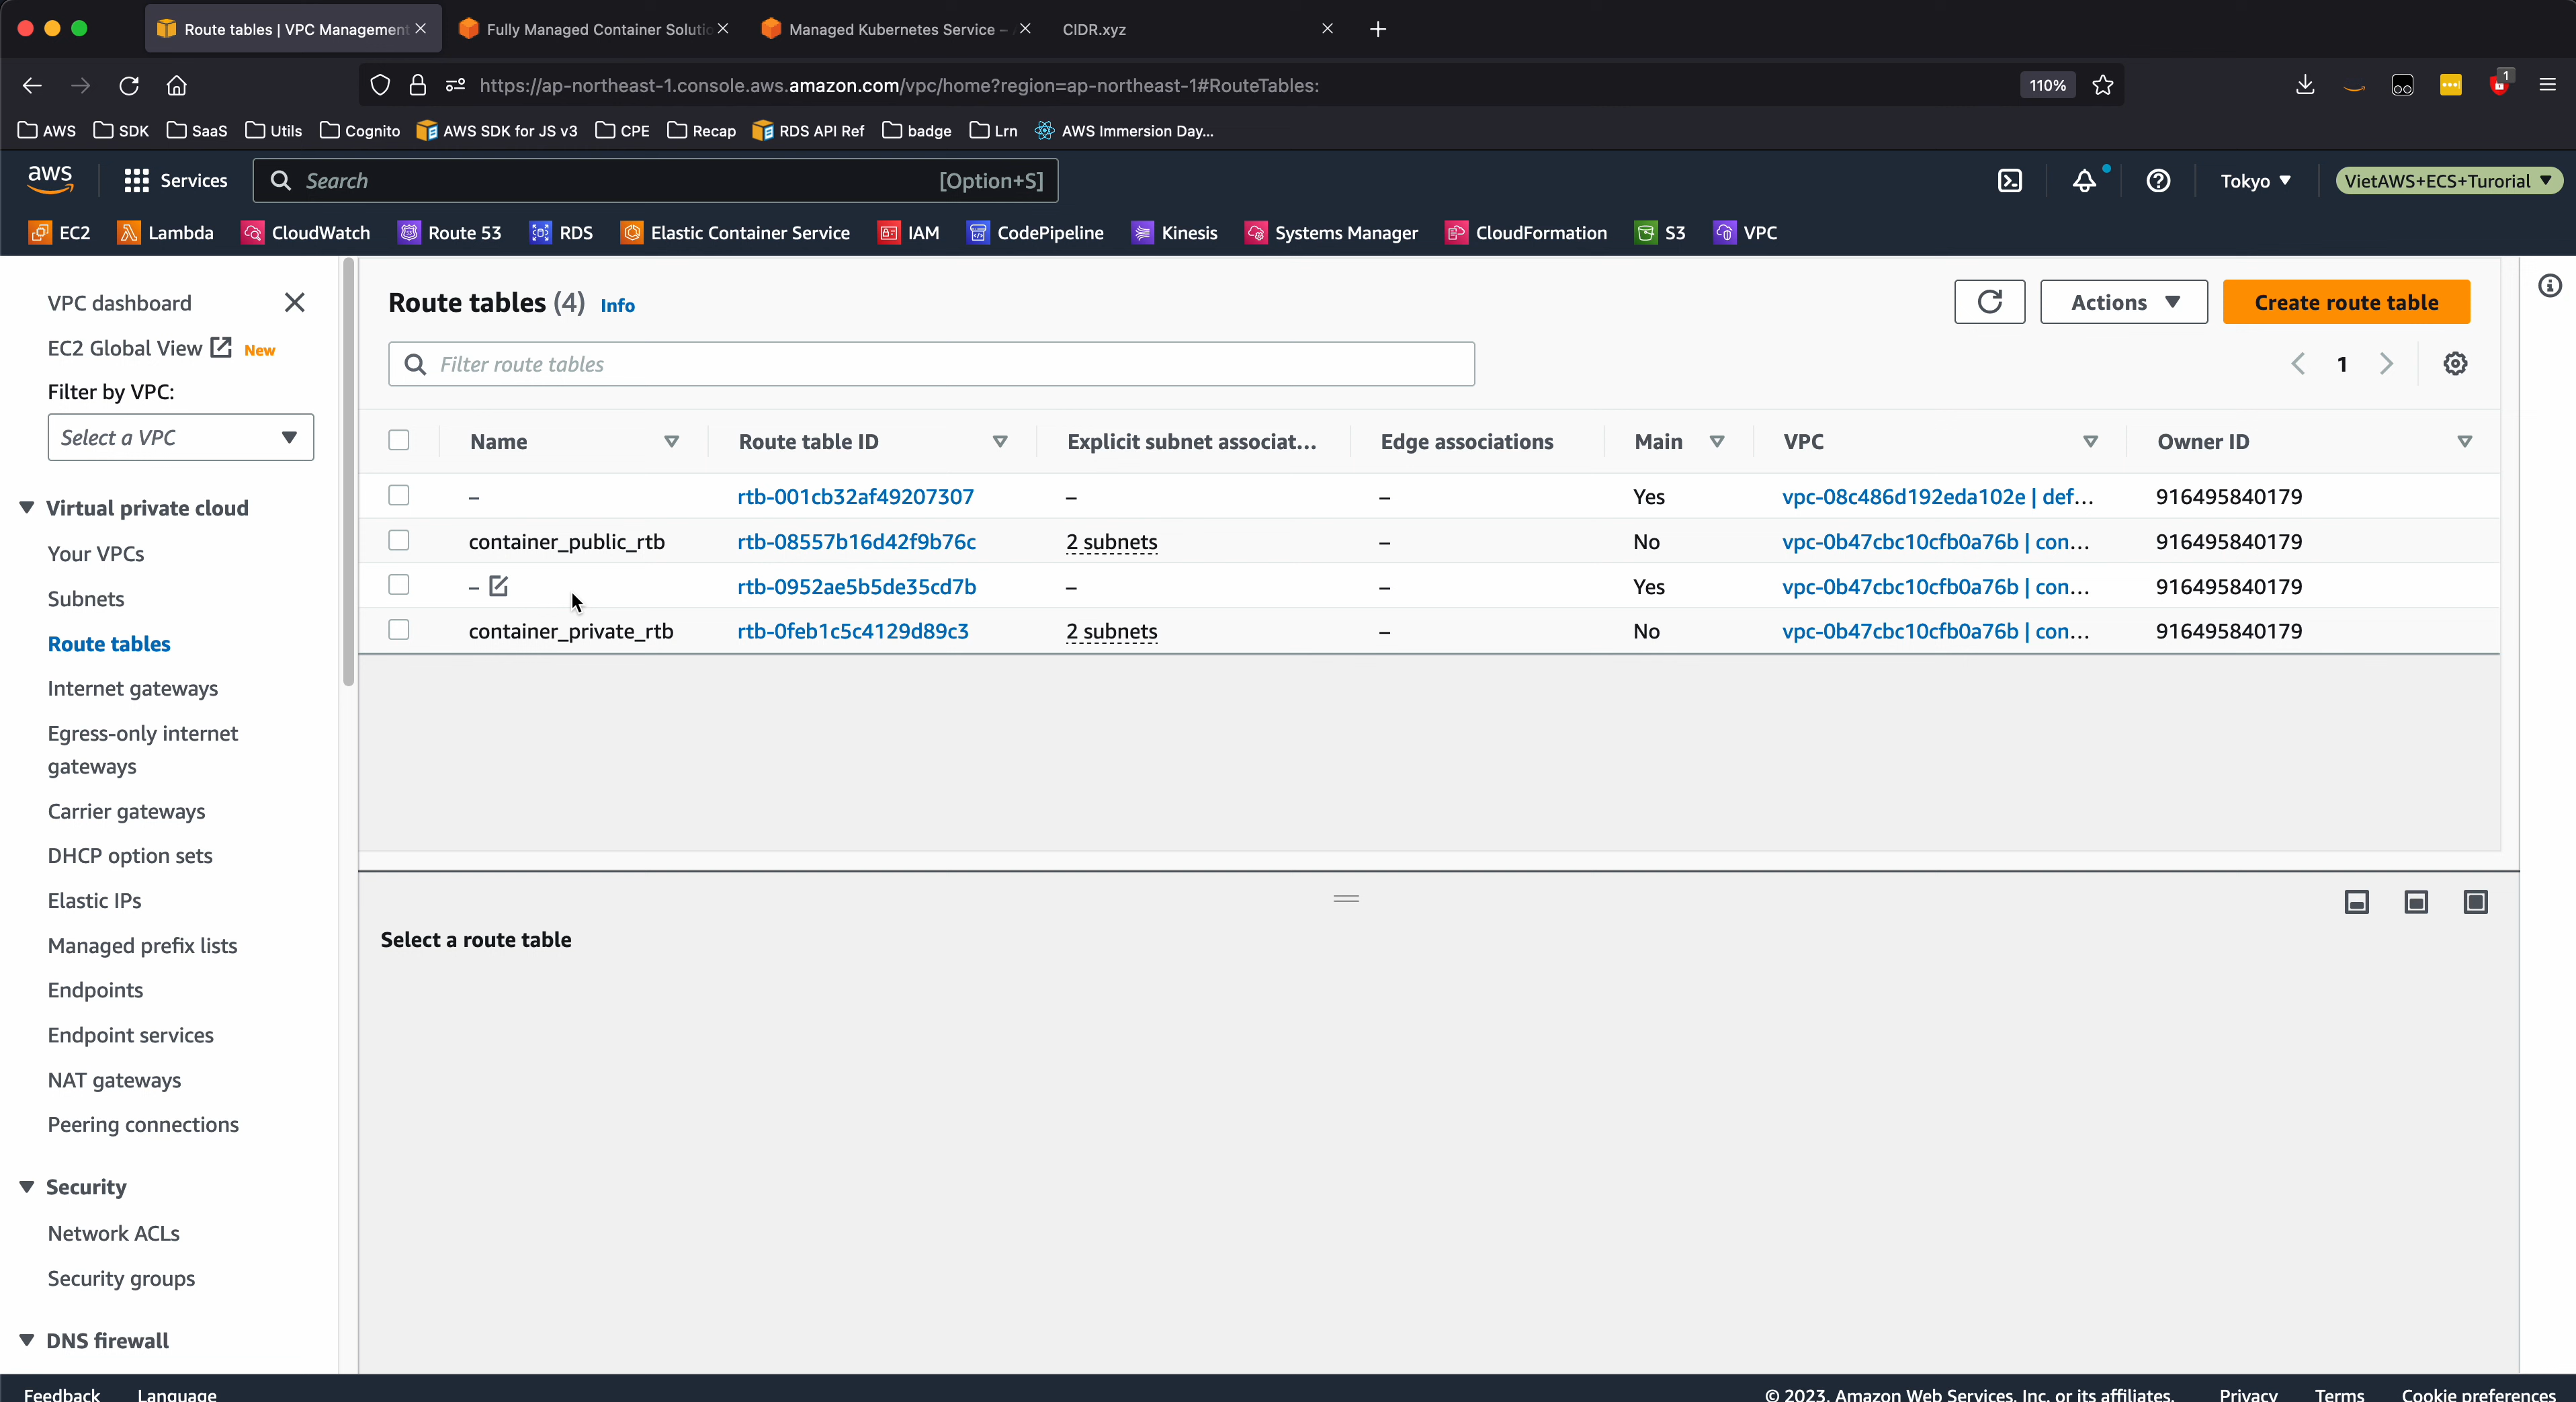 Route tables | VPC Management
Fully Managed Container Soluti
Managed Kubernetes Service –
CIDR.xyz
https://ap-northeast-1.console.aws.amazon.com/vpc/home?region=ap-northeast-1#RouteTables:
110%
1
AWS
SDK
SaaS
Utils
Cognito
AWS SDK for JS v3
CPE
Recap
RDS API Ref
badge
Lrn
AWS Immersion Day...
aws
Services
Search
[Option+S]
Tokyo
VietAWS+ECS+Turorial
EC2
Lambda
CloudWatch
Route 53
RDS
Elastic Container Service
IAM
CodePipeline
Kinesis
Systems Manager
CloudFormation
S3
VPC
VPC dashboard
EC2 Global View
New
Filter by VPC:
Select a VPC
Virtual private cloud
Your VPCs
Subnets
Route tables
Internet gateways
Egress-only internet
gateways
Carrier gateways
DHCP option sets
Elastic IPs
Managed prefix lists
Endpoints
Endpoint services
NAT gateways
Peering connections
Security
Network ACLs
Security groups
DNS firewall
Route tables (4) Info
Actions
Create route table
Filter route tables
1
Name
Route table ID
Explicit subnet associat...
Edge associations
Main
VPC
Owner ID
– rtb-001cb32af49207307 – – Yes vpc-08c486d192eda102e | def... 916495840179
container_public_rtb rtb-08557b16d42f9b76c 2 subnets – No vpc-0b47cbc10cfb0a76b | con... 916495840179
– rtb-0952ae5b5de35cd7b – – Yes vpc-0b47cbc10cfb0a76b | con... 916495840179
container_private_rtb rtb-0feb1c5c4129d89c3 2 subnets – No vpc-0b47cbc10cfb0a76b | con... 916495840179
Select a route table
Feedback
Language
© 2023, Amazon Web Services, Inc. or its affiliates.
Privacy
Terms
Cookie preferences